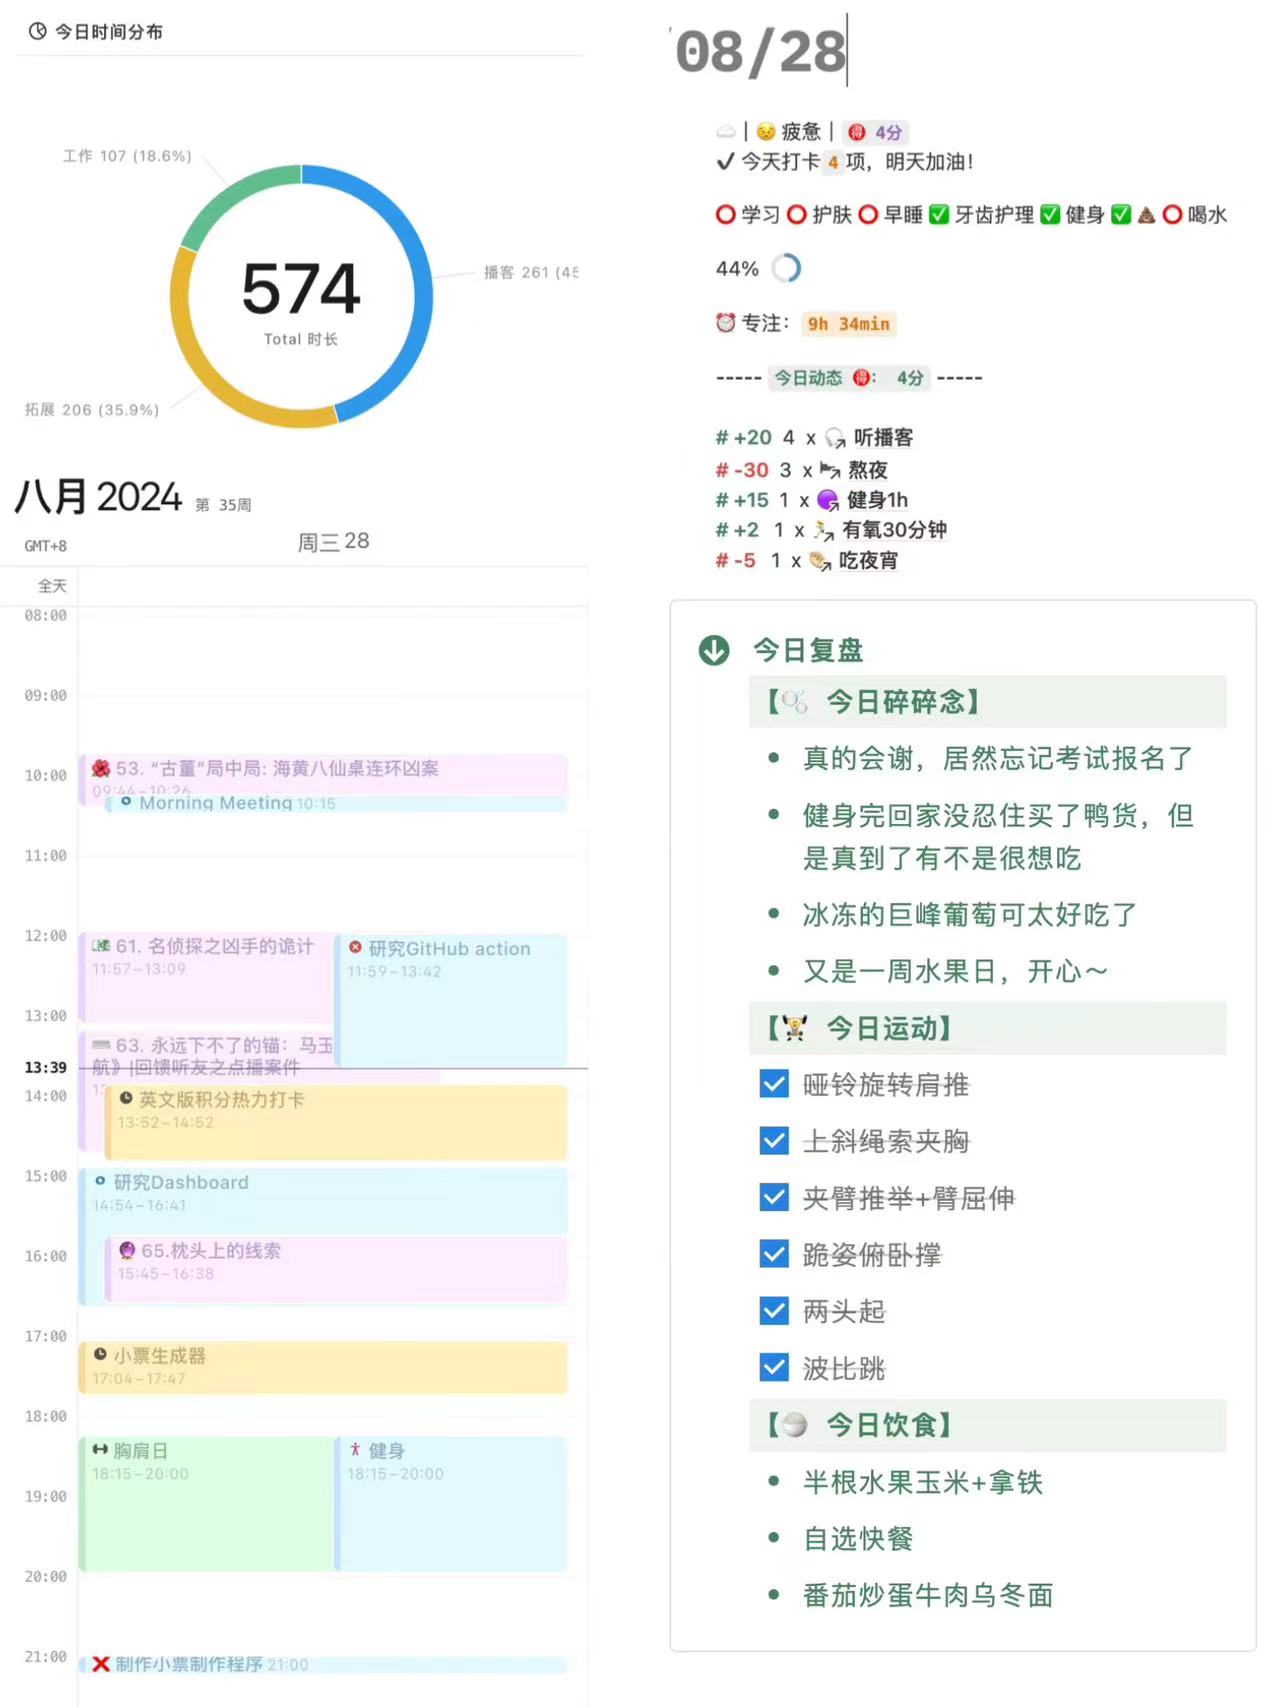 今日时间分布
工作 107 (18.6%)
播客 261 (45
574
Total 时长
拓展 206 (35.9%)
八月 2024 第 35周
GMT+8
周三 28
全天
08:00
09:00
10:00
53. “古董”局中局: 海黄八仙桌连环凶案
09:44–10:26
Morning Meeting 10:15
11:00
12:00
61. 名侦探之凶手的诡计
11:57–13:09
研究GitHub action
11:59–13:42
13:00
63. 永远下不了的锚：马玉
航》|回馈听友之点播案件
13:39
14:00
英文版积分热力打卡
13:52–14:52
15:00
研究Dashboard
14:54–16:41
16:00
65.枕头上的线索
15:45–16:38
17:00
小票生成器
17:04–17:47
18:00
胸肩日
18:15–20:00
健身
18:15–20:00
19:00
20:00
21:00
制作小票制作程序 21:00
08/28
| 疲惫 | 得 4分
今天打卡 4 项，明天加油！
学习 护肤 早睡 牙齿护理 健身 喝水
44%
专注： 9h 34min
----- 今日动态 得： 4分 -----
# +20 4 x 听播客
# -30 3 x 熬夜
# +15 1 x 健身1h
# +2 1 x 有氧30分钟
# -5 1 x 吃夜宵
今日复盘
【 今日碎碎念】
真的会谢，居然忘记考试报名了
健身完回家没忍住买了鸭货，但
是真到了有不是很想吃
冰冻的巨峰葡萄可太好吃了
又是一周水果日，开心～
【 今日运动】
哑铃旋转肩推
上斜绳索夹胸
夹臂推举+臂屈伸
跪姿俯卧撑
两头起
波比跳
【 今日饮食】
半根水果玉米+拿铁
自选快餐
番茄炒蛋牛肉乌冬面